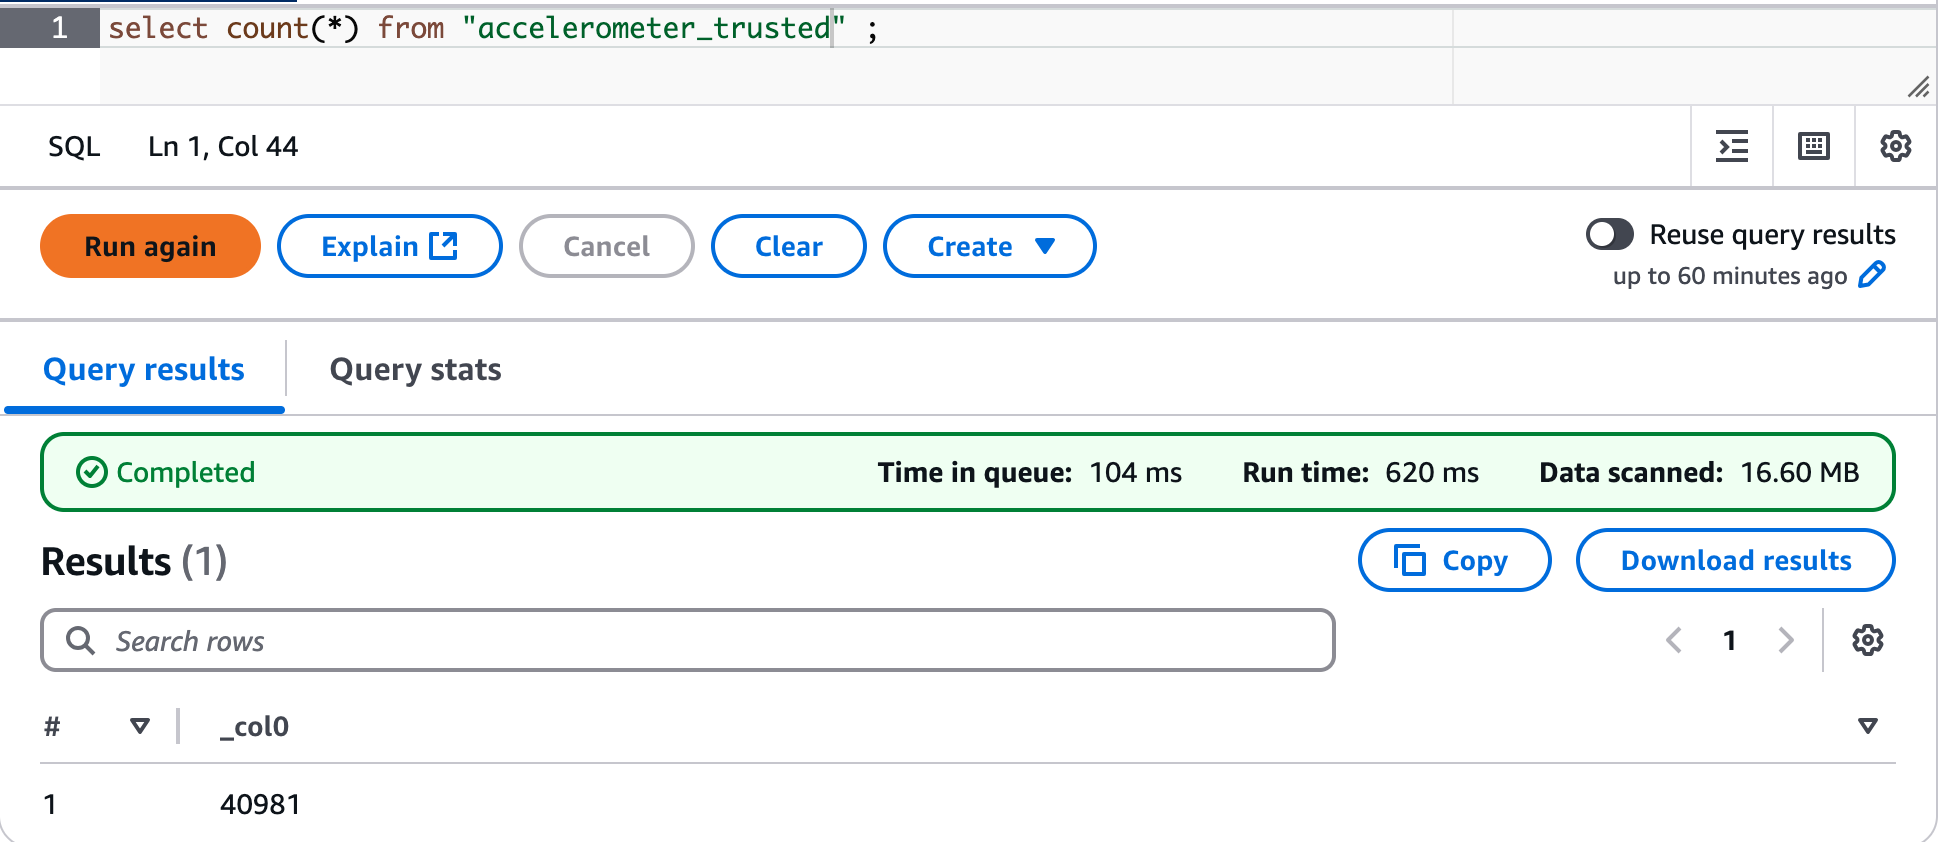 1 select count(*) from "accelerometer_trusted" ;
SQL Ln 1, Col 44
Run again Explain Cancel Clear Create Reuse query results
up to 60 minutes ago
Query results Query stats
Completed Time in queue: 104 ms Run time: 620 ms Data scanned: 16.60 MB
Results (1) Copy Download results
Search rows 1
# _col0
1 40981